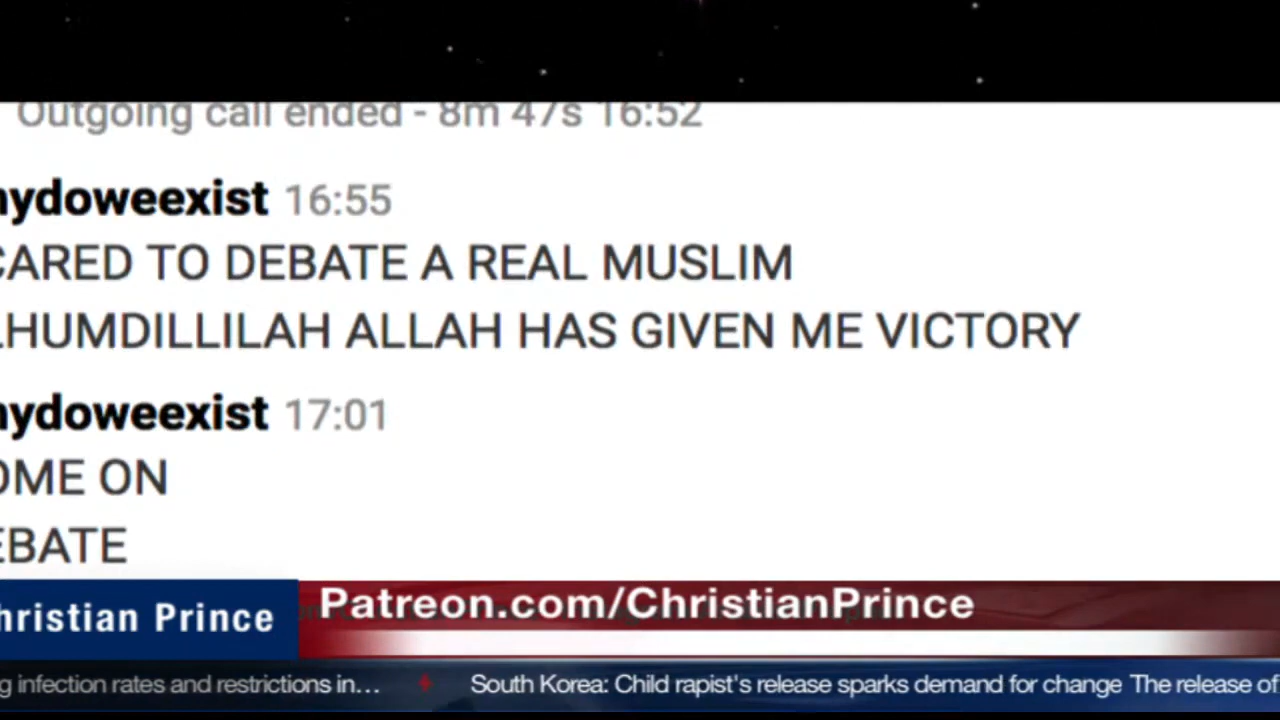 Outgoing call ended - 8m 47s 16:52
nydoweexist 16:55
CARED TO DEBATE A REAL MUSLIM
LHUMDILLILAH ALLAH HAS GIVEN ME VICTORY
nydoweexist 17:01
OME ON
EBATE
hristian Prince
Patreon.com/ChristianPrince
g infection rates and restrictions in... South Korea: Child rapist's release sparks demand for change The release of